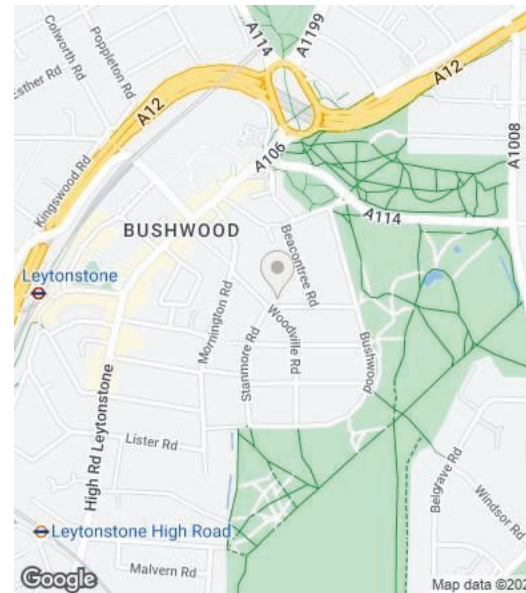 A114
A1199
Colworth Rd
Poppleton Rd
Esther Rd
A12
A12
A1008
Kingswood Rd
A106
A114
BUSHWOOD
Beacontree Rd
Leytonstone
Mornington Rd
Stanmore Rd
Woodville Rd
Bushwood
High Rd Leytonstone
Lister Rd
Belgrave Rd
Windsor Rd
Leytonstone High Road
Malvern Rd
Google
Map data ©202